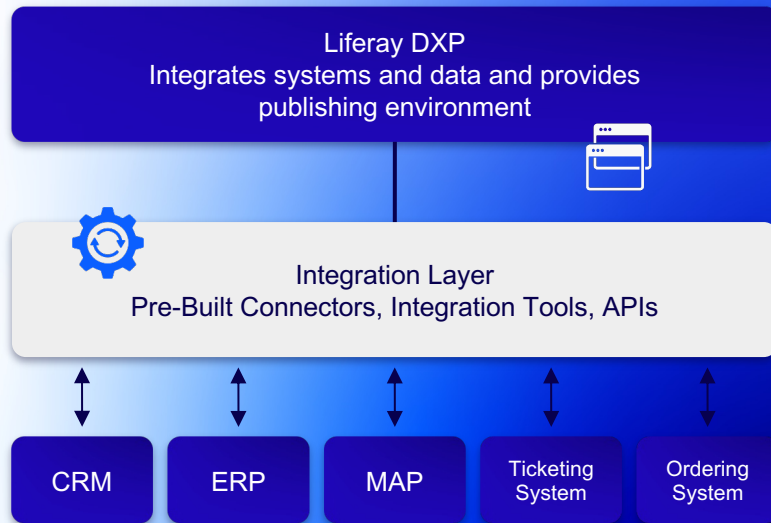 Liferay DXP
Integrates systems and data and provides
publishing environment
Integration Layer
Pre-Built Connectors, Integration Tools, APIs
CRM
ERP
MAP
Ticketing
System
Ordering
System